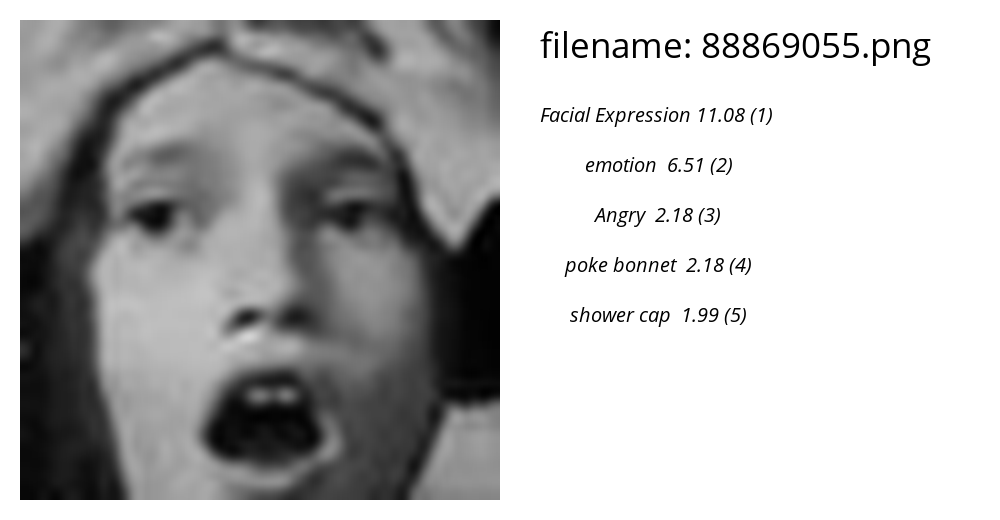 filename: 88869055.png
Facial Expression 11.08 (1)
emotion 6.51 (2)
Angry 2.18 (3)
poke bonnet 2.18 (4)
shower cap 1.99 (5)